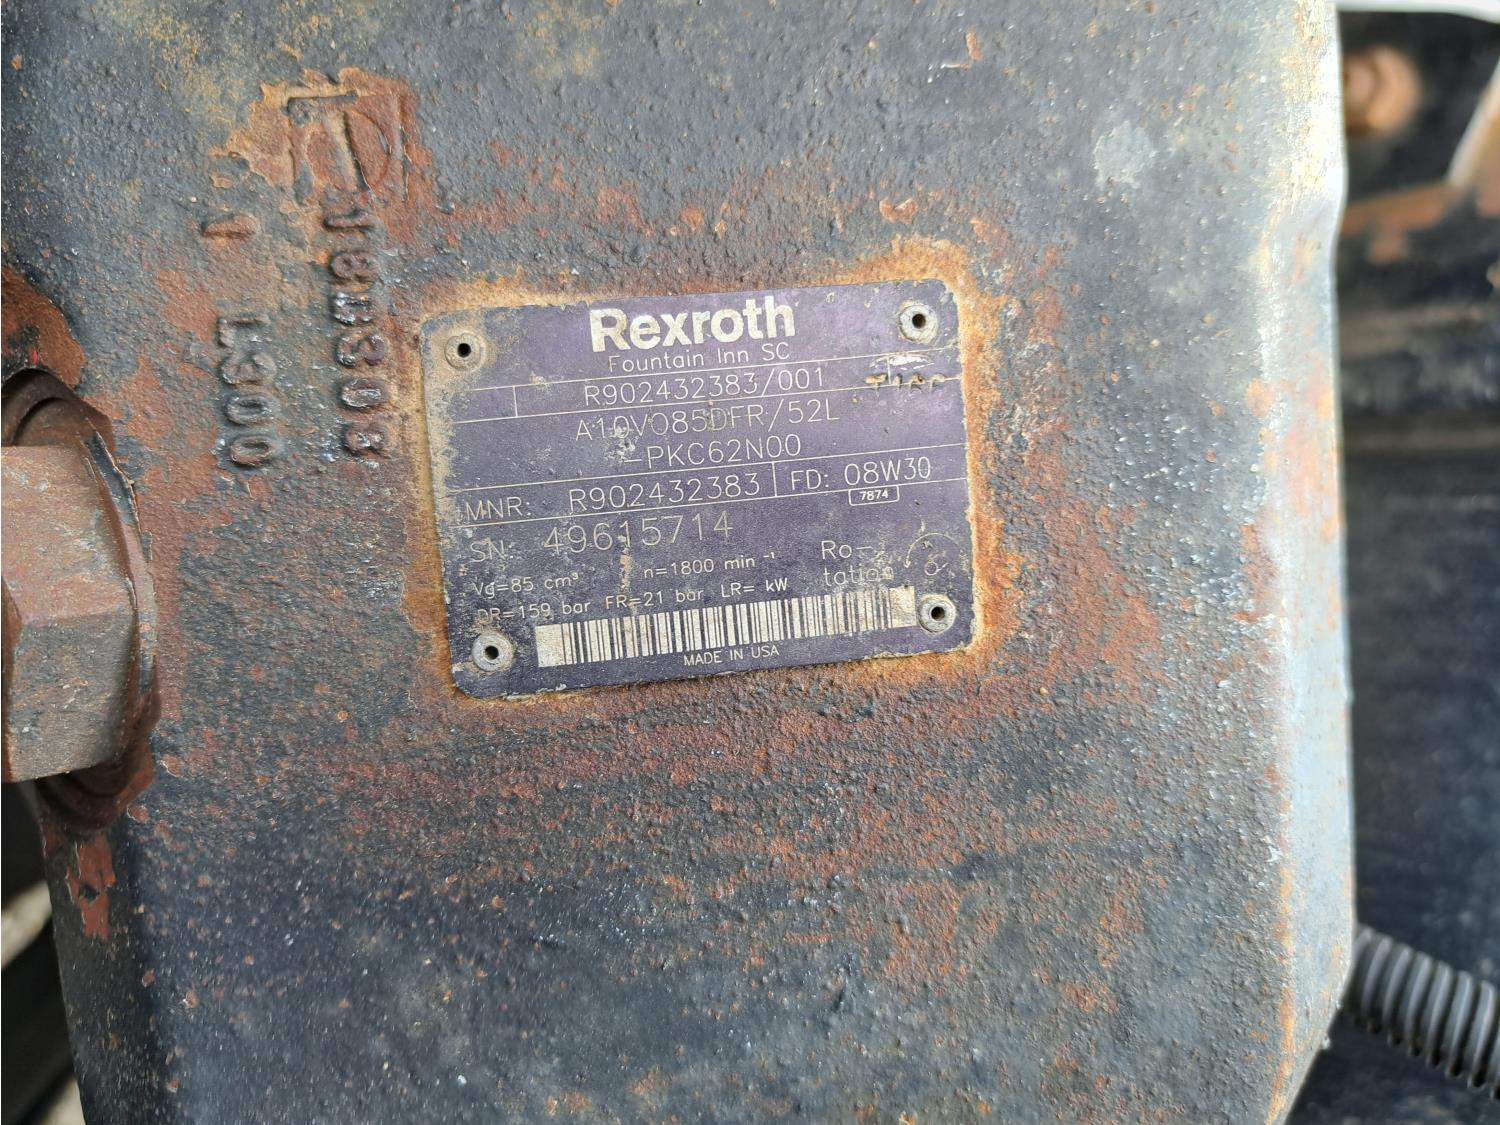 Rexroth
Fountain Inn SC
R902432383/001
A10VO85DFR/52L
-PKC62N00
MNR: R902432383 FD: 08W30
7874
SN: 49615714
Vg=85 cm³ n=1800 min⁻¹ Ro-
tation
DR=159 bar FR=21 bar LR= kW
MADE IN USA